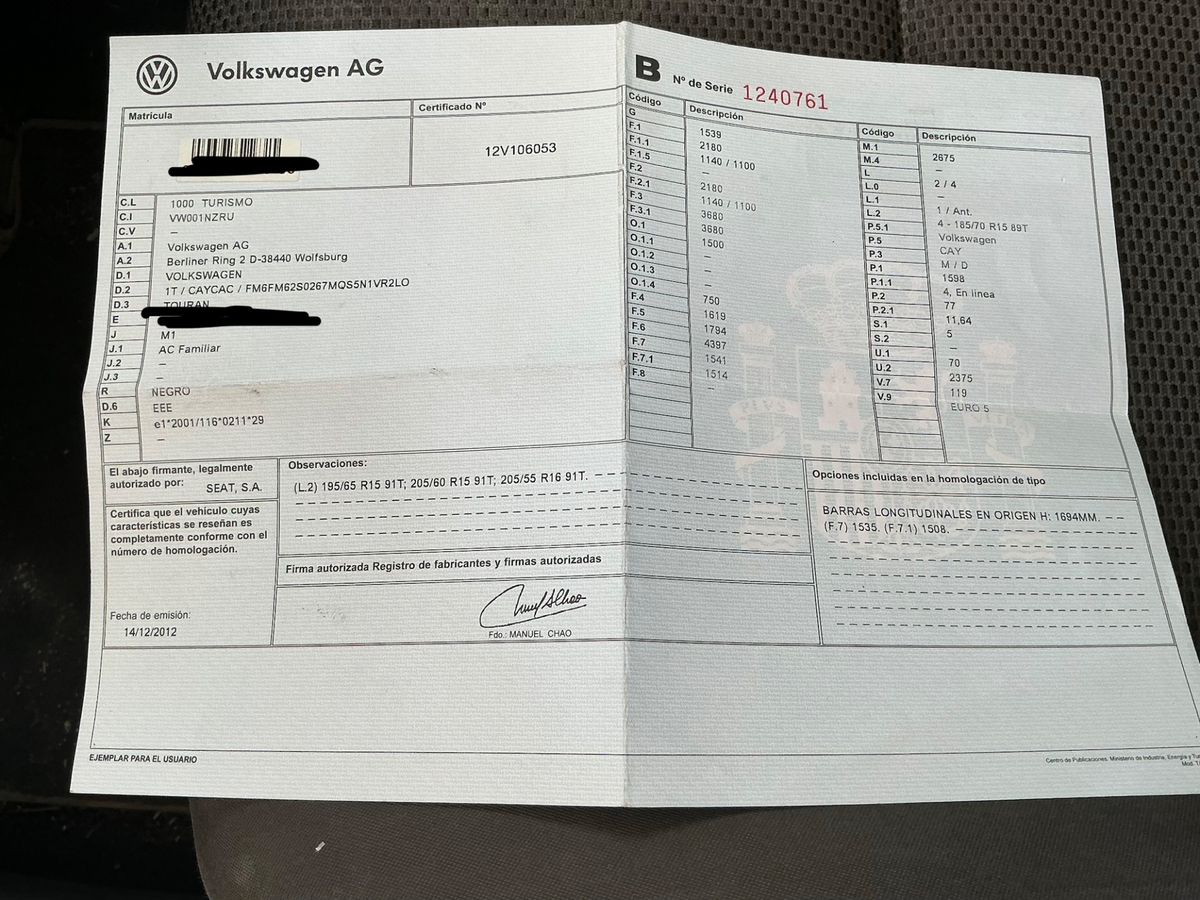 Volkswagen AG
Matrícula
Certificado Nº
12V106053
C.L 1000 TURISMO
C.I VW001NZRU
C.V –
A.1 Volkswagen AG
A.2 Berliner Ring 2 D-38440 Wolfsburg
D.1 VOLKSWAGEN
D.2 1T / CAYCAC / FM6FM62S0267MQS5N1VR2LO
D.3 TOURAN
E
J M1
J.1 AC Familiar
J.2 –
J.3 –
R NEGRO
D.6 EEE
K e1*2001/116*0211*29
Z –
El abajo firmante, legalmente
autorizado por: SEAT, S.A.
Certifica que el vehículo cuyas
características se reseñan es
completamente conforme con el
número de homologación.
Fecha de emisión:
14/12/2012
Observaciones:
(L.2) 195/65 R15 91T; 205/60 R15 91T; 205/55 R16 91T.
Firma autorizada Registro de fabricantes y firmas autorizadas
Fdo.: MANUEL CHAO
EJEMPLAR PARA EL USUARIO
B Nº de Serie 1240761
Código Descripción
G 1539
F.1 2180
F.1.1 1140 / 1100
F.1.5 –
F.2 2180
F.2.1 1140 / 1100
F.3 3680
F.3.1 3680
O.1 1500
O.1.1 –
O.1.2 –
O.1.3 –
O.1.4 750
F.4 1619
F.5 1794
F.6 4397
F.7 1541
F.7.1 1514
F.8 –
Código Descripción
M.1 2675
M.4 –
L 2 / 4
L.0 –
L.1 1 / Ant.
L.2 4 - 185/70 R15 89T
P.5.1 Volkswagen
P.5 CAY
P.3 M / D
P.1 1598
P.1.1 4, En linea
P.2 77
P.2.1 11,64
S.1 5
S.2 –
U.1 70
U.2 2375
V.7 119
V.9 EURO 5
Opciones incluidas en la homologación de tipo
BARRAS LONGITUDINALES EN ORIGEN H: 1694MM.
(F.7) 1535. (F.7.1) 1508.
Centro de Publicaciones. Ministerio de Industria, Energía y
Mod.